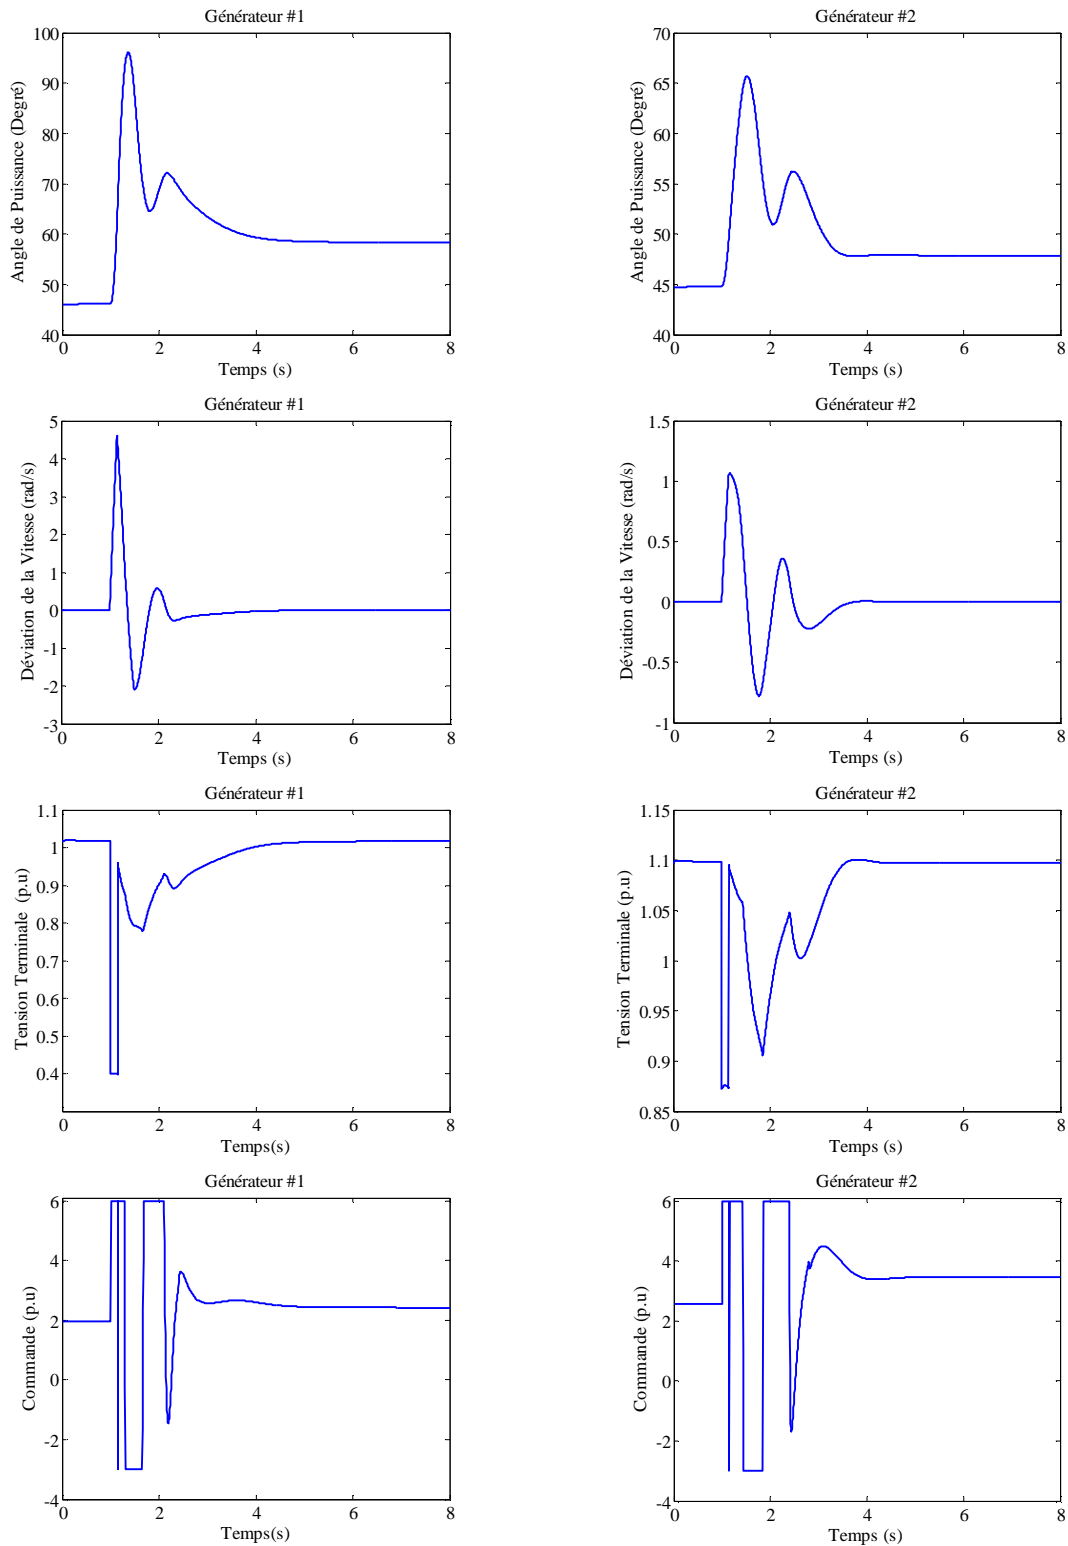 Générateur #1
Angle de Puissance (Degré)
100
90
80
70
60
50
40
0 2 4 6 8
Temps (s)
Générateur #2
Angle de Puissance (Degré)
70
65
60
55
50
45
40
0 2 4 6 8
Temps (s)
Générateur #1
Déviation de la Vitesse (rad/s)
5
4
3
2
1
0
-1
-2
-3
0 2 4 6 8
Temps (s)
Générateur #2
Déviation de la Vitesse (rad/s)
1.5
1
0.5
0
-0.5
-1
0 2 4 6 8
Temps (s)
Générateur #1
Tension Terminale (p.u)
1.1
1
0.9
0.8
0.7
0.6
0.5
0.4
0 2 4 6 8
Temps(s)
Générateur #2
Tension Terminale (p.u)
1.15
1.1
1.05
1
0.95
0.9
0.85
0 2 4 6 8
Temps (s)
Générateur #1
Commande (p.u)
6
4
2
0
-2
-4
0 2 4 6 8
Temps(s)
Générateur #2
Commande (p.u)
6
4
2
0
-2
-4
0 2 4 6 8
Temps (s)